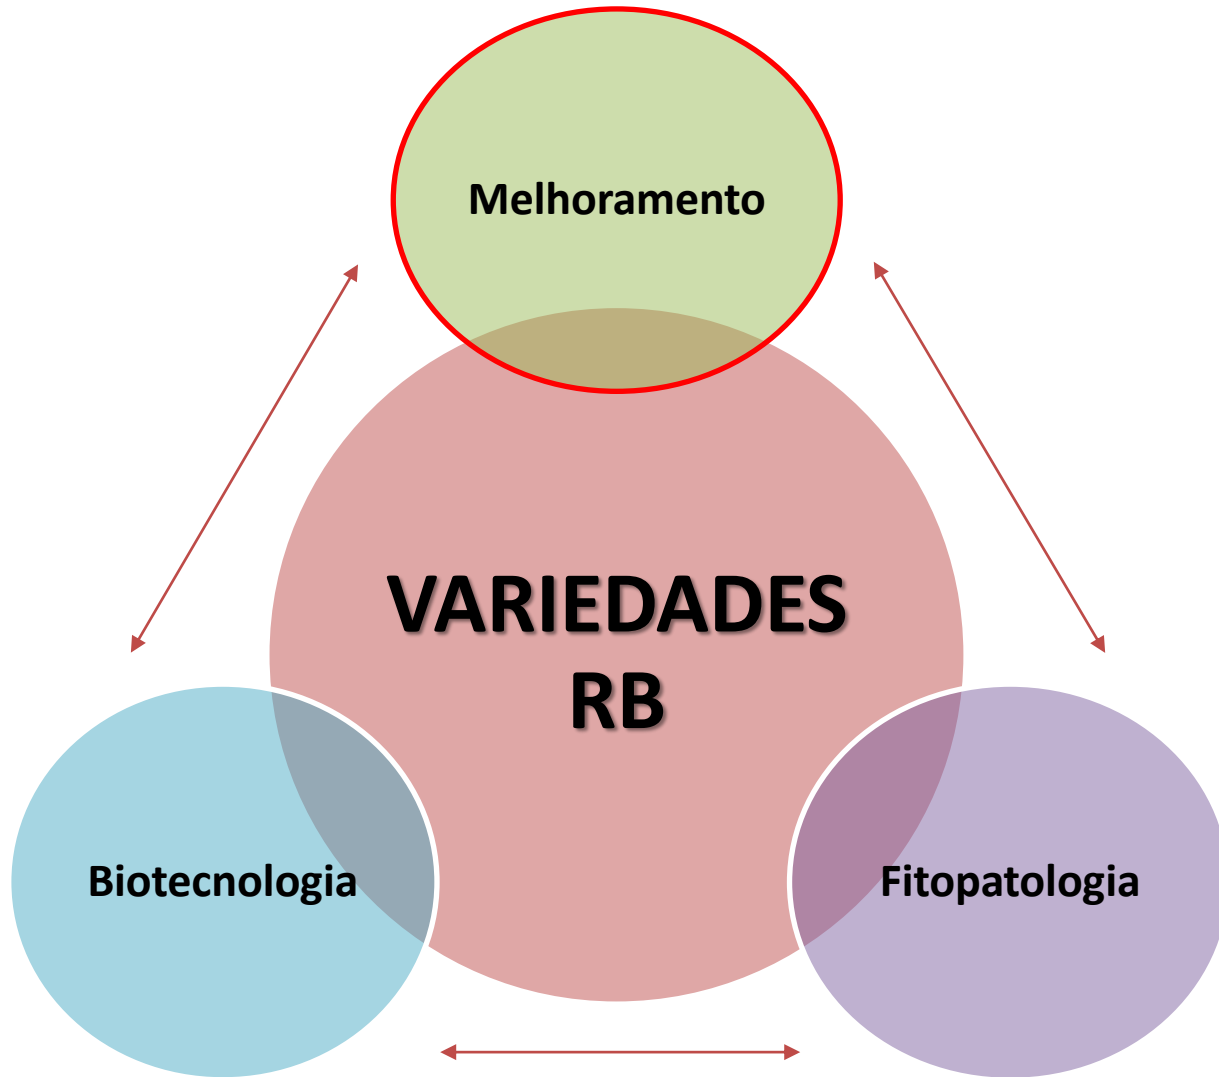 Melhoramento
VARIEDADES
RB
Biotecnologia
Fitopatologia